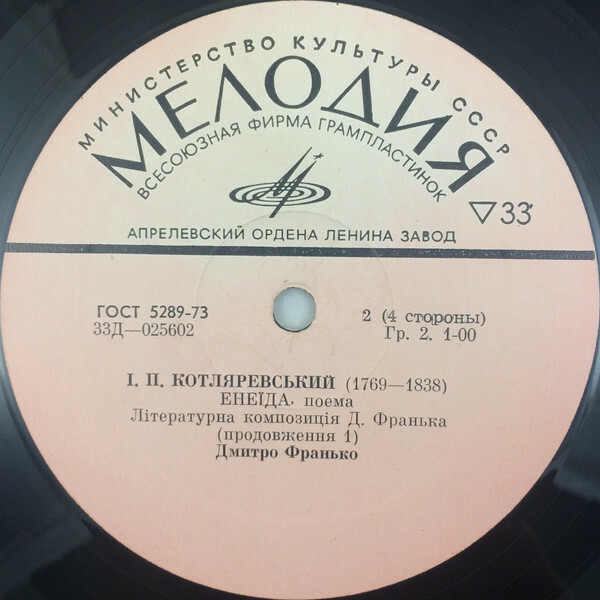 МИНИСТЕРСТВО КУЛЬТУРЫ СССР
МЕЛОДИЯ
ВСЕСОЮЗНАЯ ФИРМА ГРАМПЛАСТИНОК
▽33
АПРЕЛЕВСКИЙ ОРДЕНА ЛЕНИНА ЗАВОД
ГОСТ 5289-73
33Д—025602
2 (4 стороны)
Гр. 2. 1-00
І. П. КОТЛЯРЕВСЬКИЙ (1769—1838)
ЕНЕЇДА, поема
Літературна композиція Д. Франька
(продовження 1)
Дмитро Франько